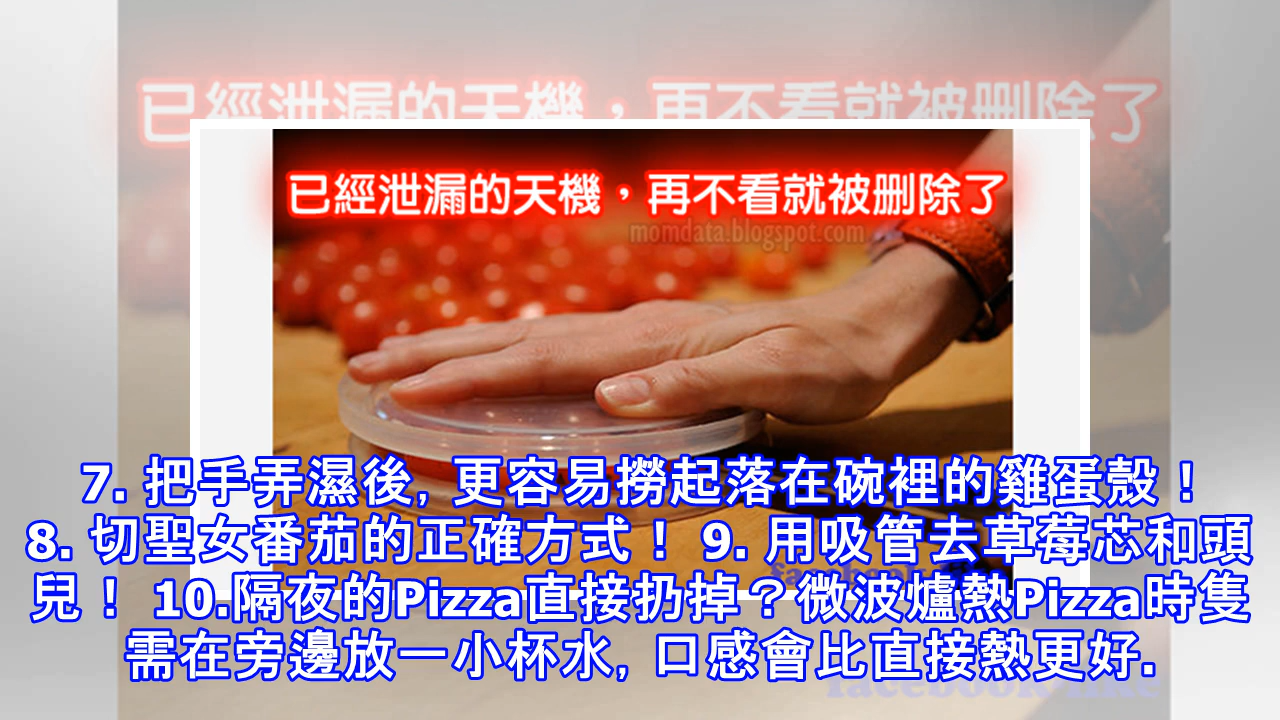 已經泄漏的天機，再不看就被刪除了
已經泄漏的天機，再不看就被刪除了
momdata.blogspot.com
7. 把手弄濕後, 更容易撈起落在碗裡的雞蛋殼！
8. 切聖女番茄的正確方式！ 9. 用吸管去草莓芯和頭
兒！ 10.隔夜的Pizza直接扔掉？微波爐熱Pizza時隻
需在旁邊放一小杯水, 口感會比直接熱更好.